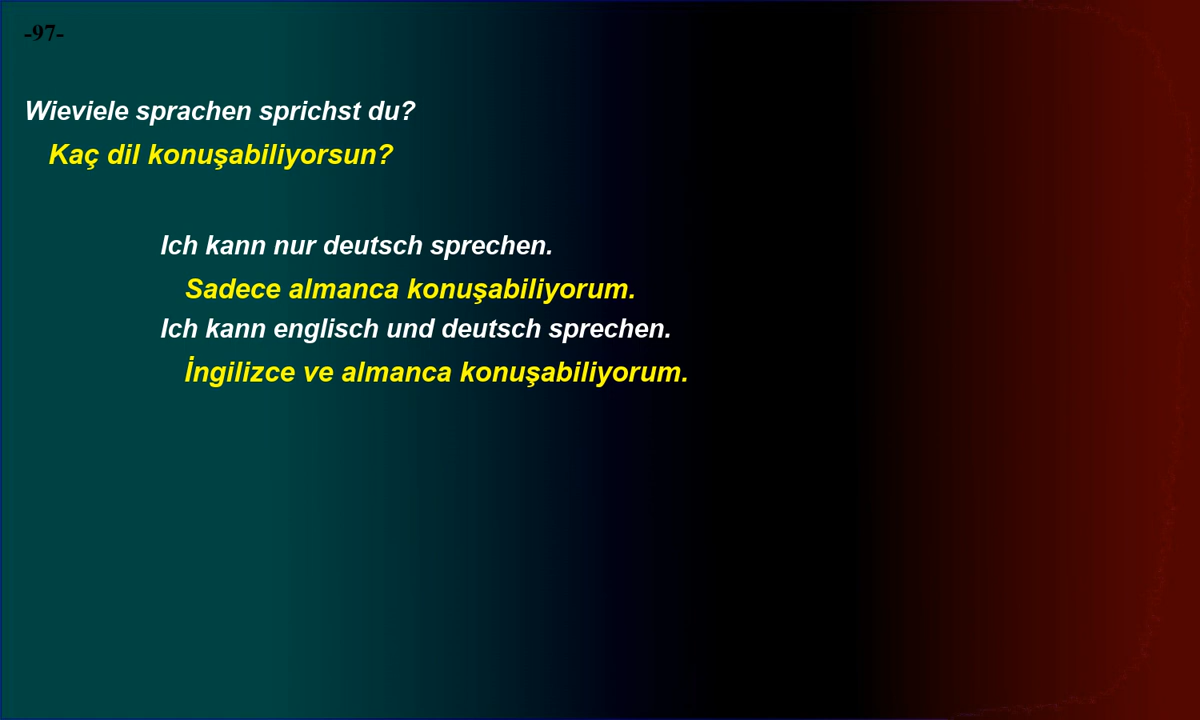 -97-
Wieviele sprachen sprichst du?
Kaç dil konuşabiliyorsun?
Ich kann nur deutsch sprechen.
Sadece almanca konuşabiliyorum.
Ich kann englisch und deutsch sprechen.
İngilizce ve almanca konuşabiliyorum.